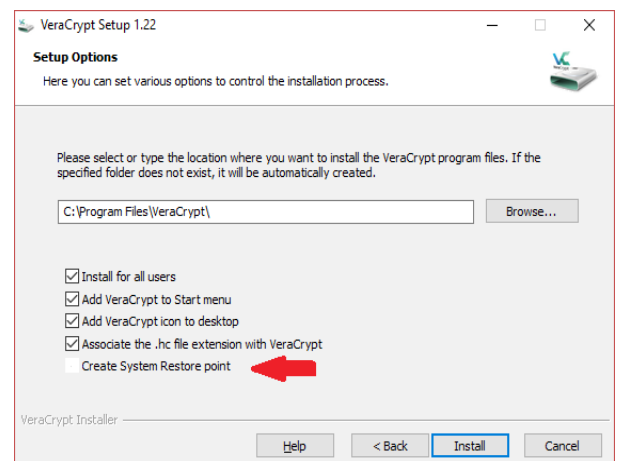 VeraCrypt Setup 1.22
Setup Options
Here you can set various options to control the installation process.
VC
Please select or type the location where you want to install the VeraCrypt program files. If the
specified folder does not exist, it will be automatically created.
C:\Program Files\VeraCrypt\
Browse...
Install for all users
Add VeraCrypt to Start menu
Add VeraCrypt icon to desktop
Associate the .hc file extension with VeraCrypt
Create System Restore point
VeraCrypt Installer
Help
< Back
Install
Cancel